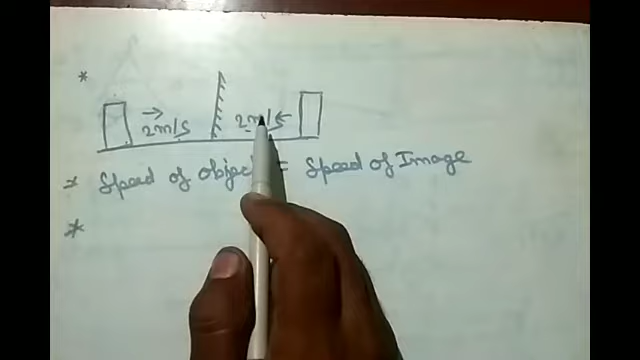 *
2m/s 2m/s
* Speed of Object = Speed of Image
*